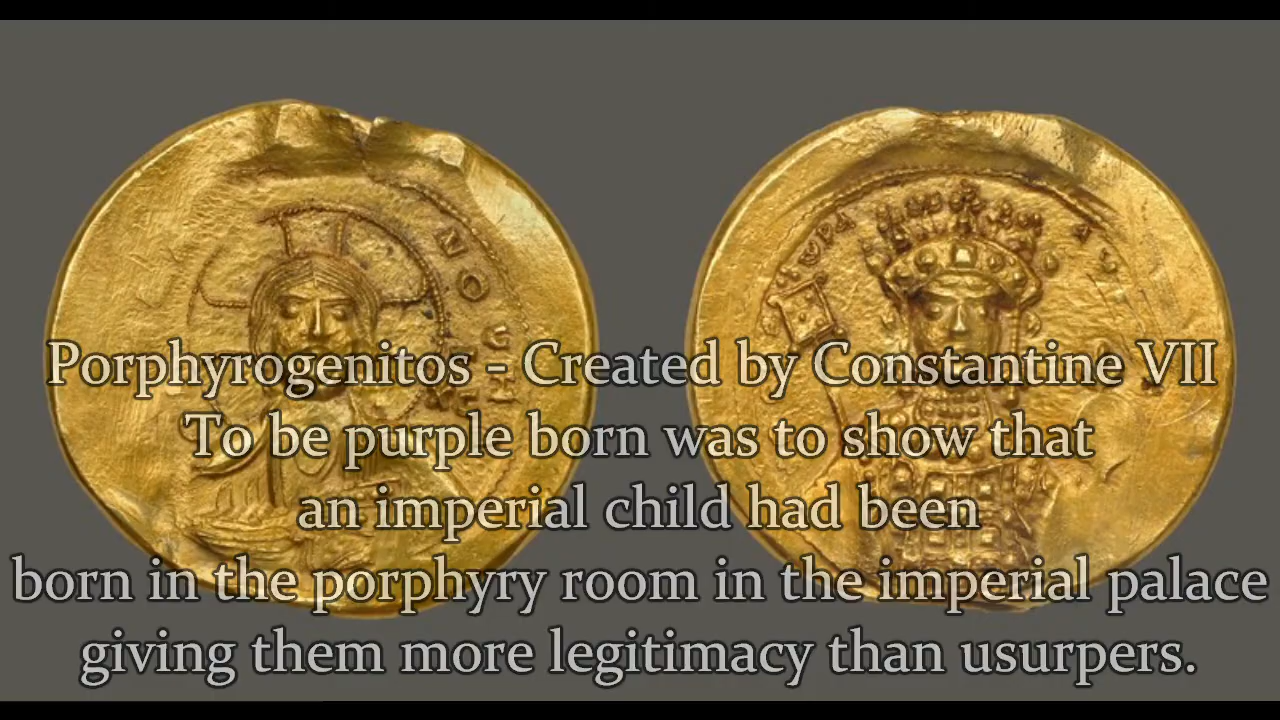 Porphyrogenitos - Created by Constantine VII
To be purple born was to show that
an imperial child had been
born in the porphyry room in the imperial palace
giving them more legitimacy than usurpers.